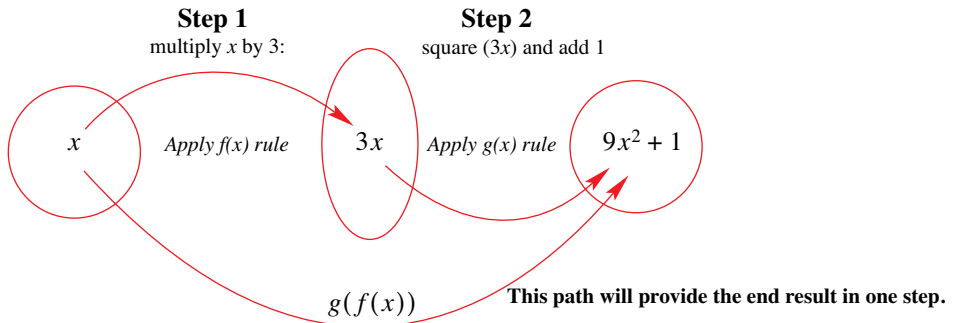 Step 1
multiply x by 3:
Step 2
square (3x) and add 1
x
Apply f(x) rule
3x
Apply g(x) rule
9x² + 1
g(f(x))
This path will provide the end result in one step.